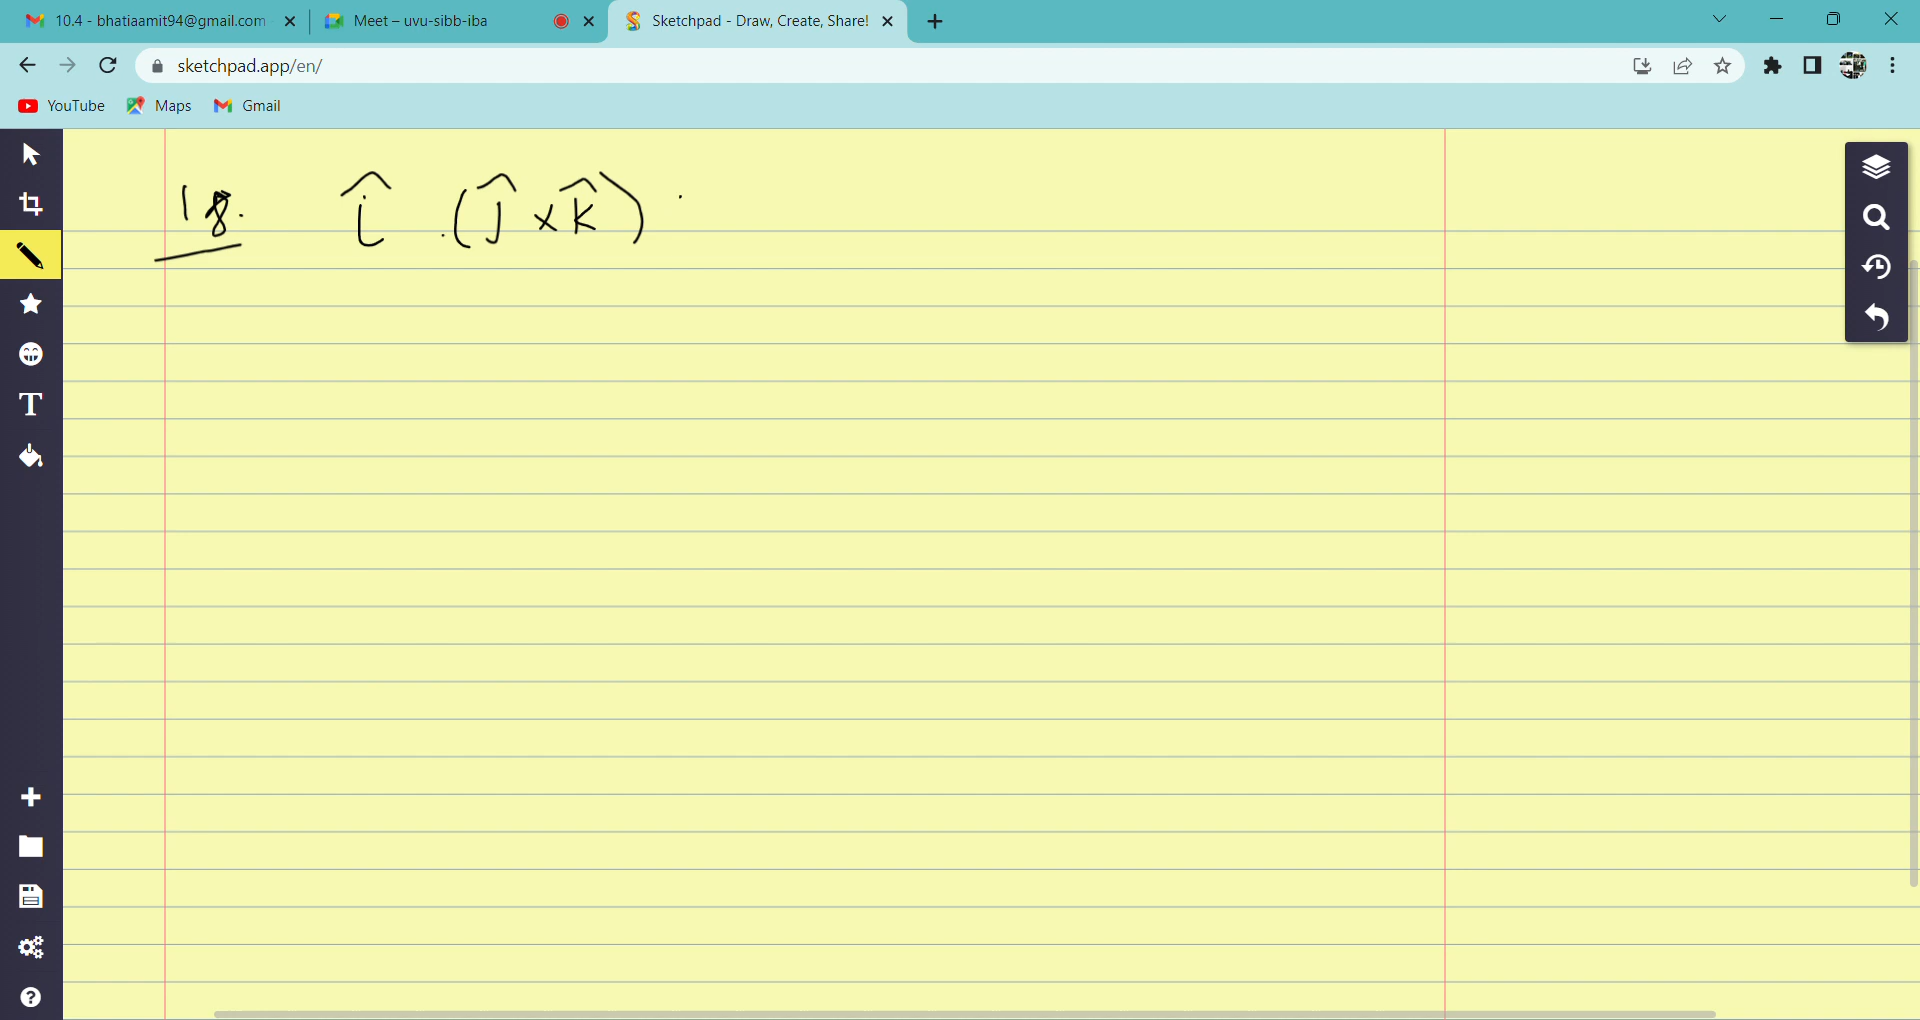 10.4 - bhatiaamit94@gmail.com
Meet – uvu-sibb-iba
Sketchpad - Draw, Create, Share!
sketchpad.app/en/
YouTube
Maps
Gmail
18. î . (ĵ × k̂)
T